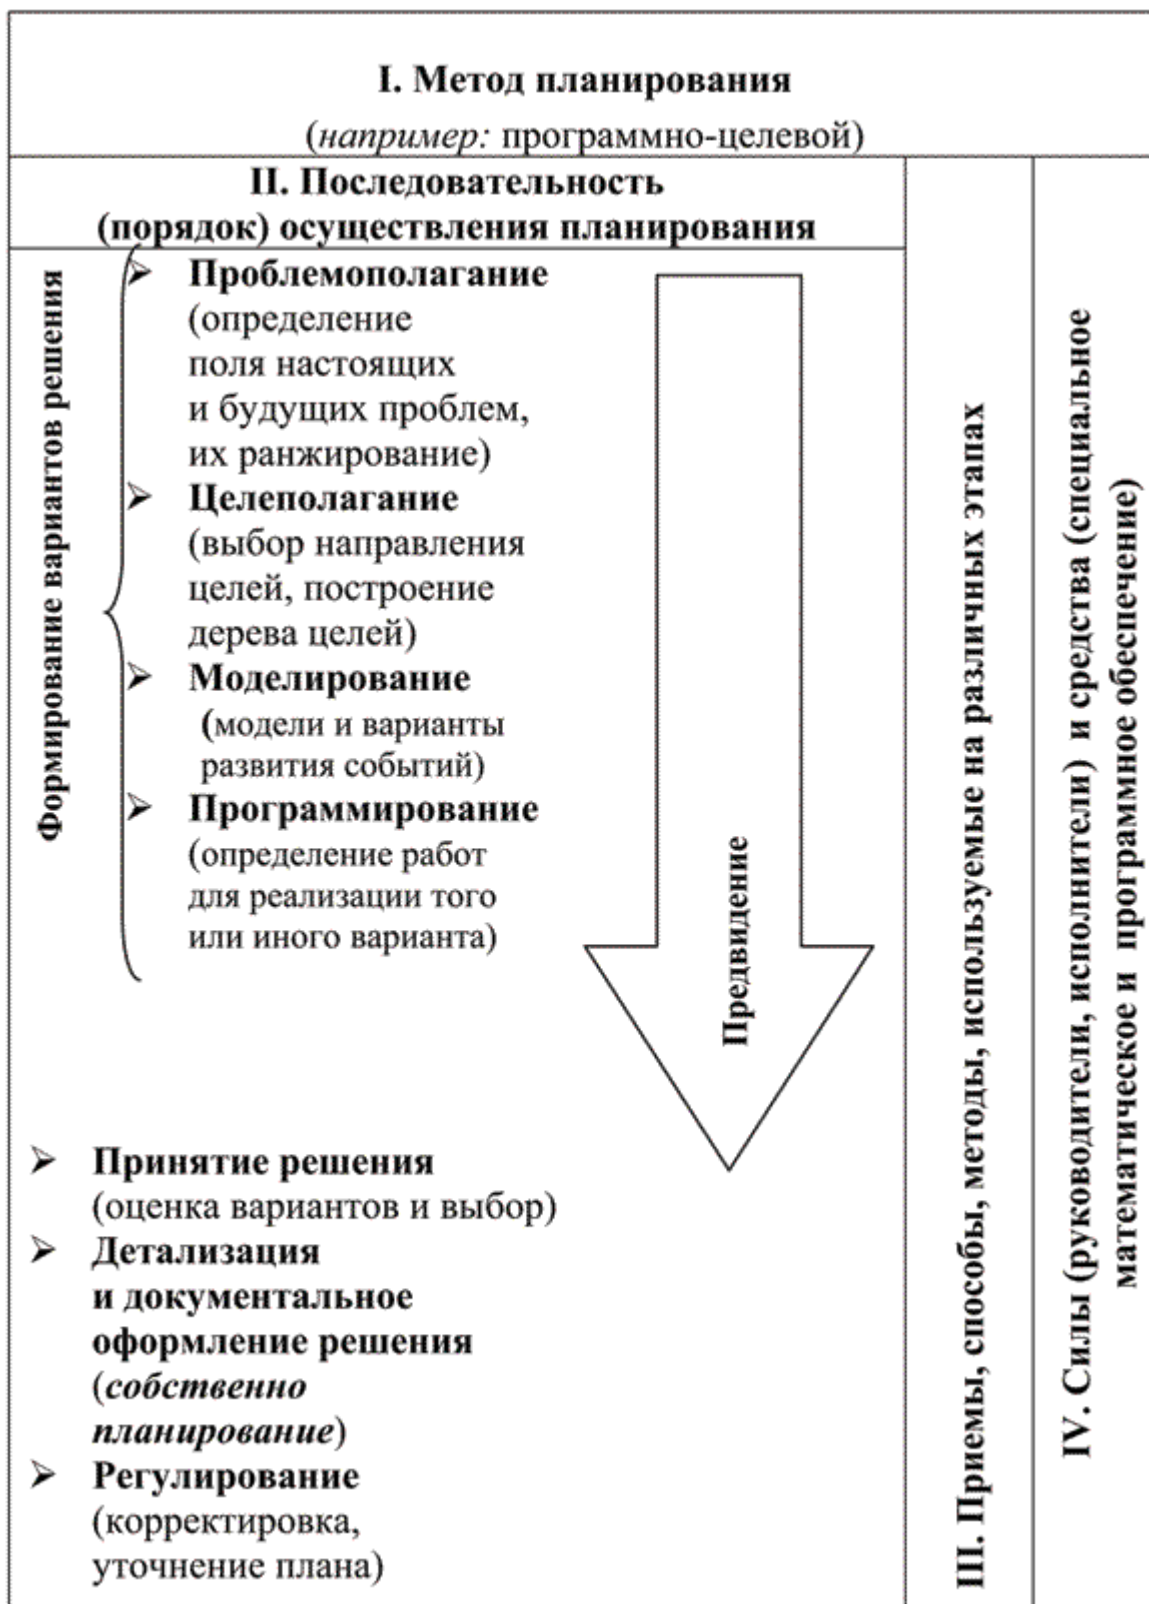 I. Метод планирования
(например: программно-целевой)
II. Последовательность
(порядок) осуществления планирования
Формирование вариантов решения
➢ Проблемополагание
(определение
поля настоящих
и будущих проблем,
их ранжирование)
➢ Целеполагание
(выбор направления
целей, построение
дерева целей)
➢ Моделирование
(модели и варианты
развития событий)
➢ Программирование
(определение работ
для реализации того
или иного варианта)
Предвидение
➢ Принятие решения
(оценка вариантов и выбор)
➢ Детализация
и документальное
оформление решения
(собственно
планирование)
➢ Регулирование
(корректировка,
уточнение плана)
III. Приемы, способы, методы, используемые на различных этапах
IV. Силы (руководители, исполнители) и средства (специальное
математическое и программное обеспечение)